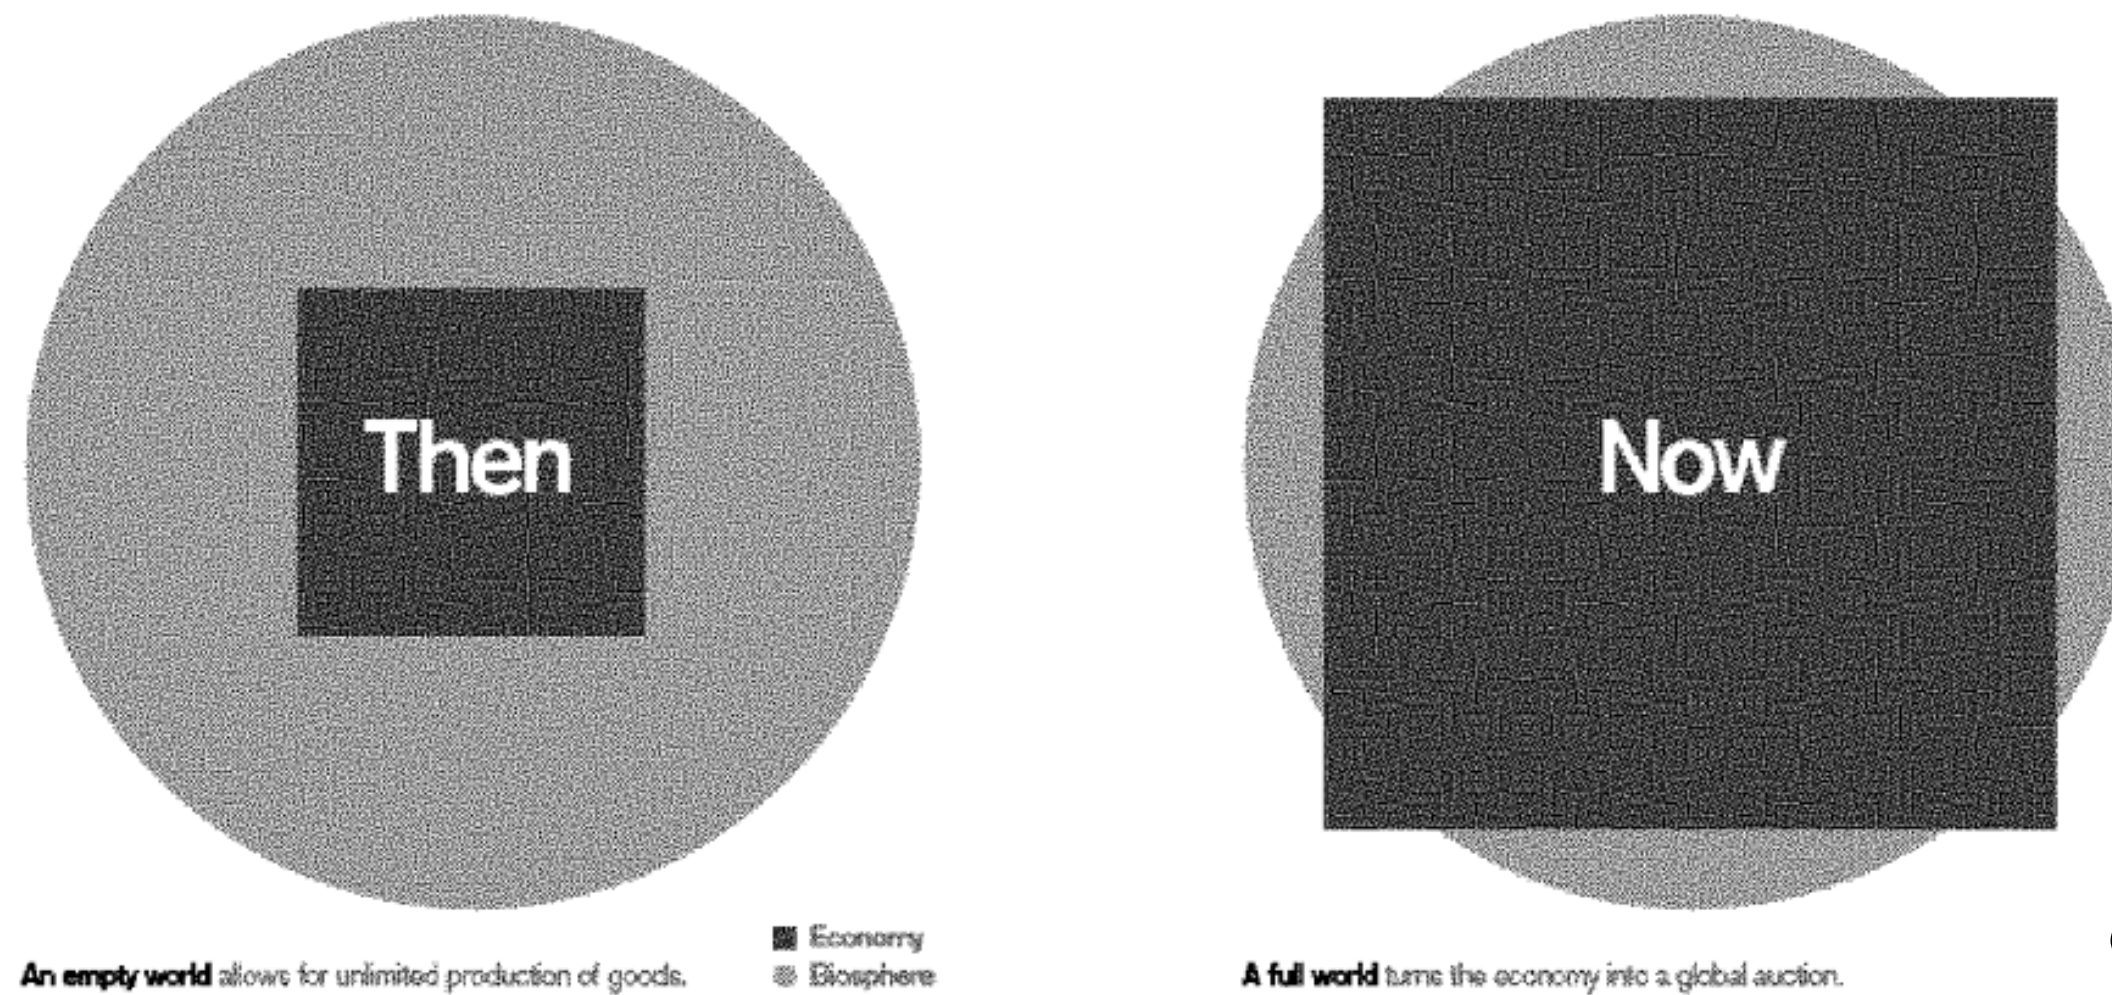 Then
Now
Economy
An empty world allows for unlimited production of goods.
Biosphere
A full world turns the economy into a global auction.